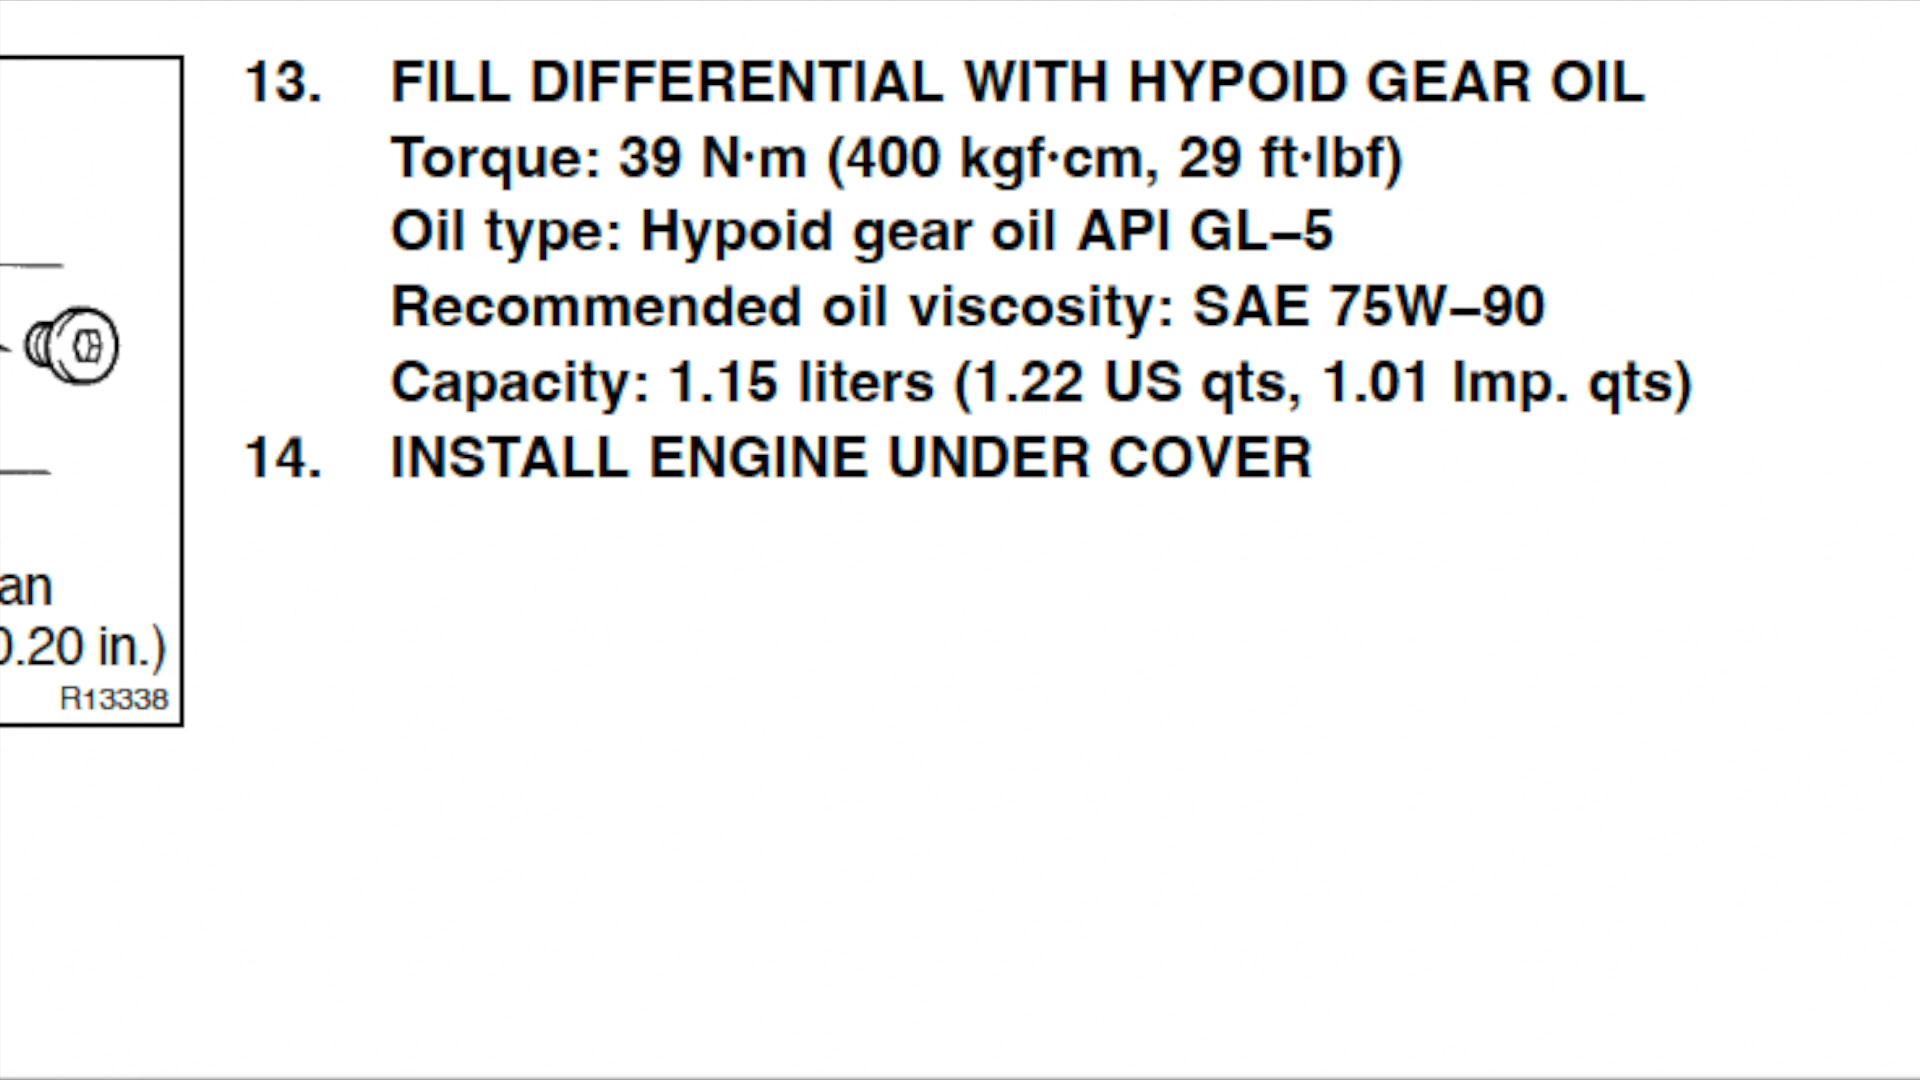 13. FILL DIFFERENTIAL WITH HYPOID GEAR OIL
Torque: 39 N·m (400 kgf·cm, 29 ft·lbf)
Oil type: Hypoid gear oil API GL–5
Recommended oil viscosity: SAE 75W–90
Capacity: 1.15 liters (1.22 US qts, 1.01 Imp. qts)
14. INSTALL ENGINE UNDER COVER
an
0.20 in.)
R13338